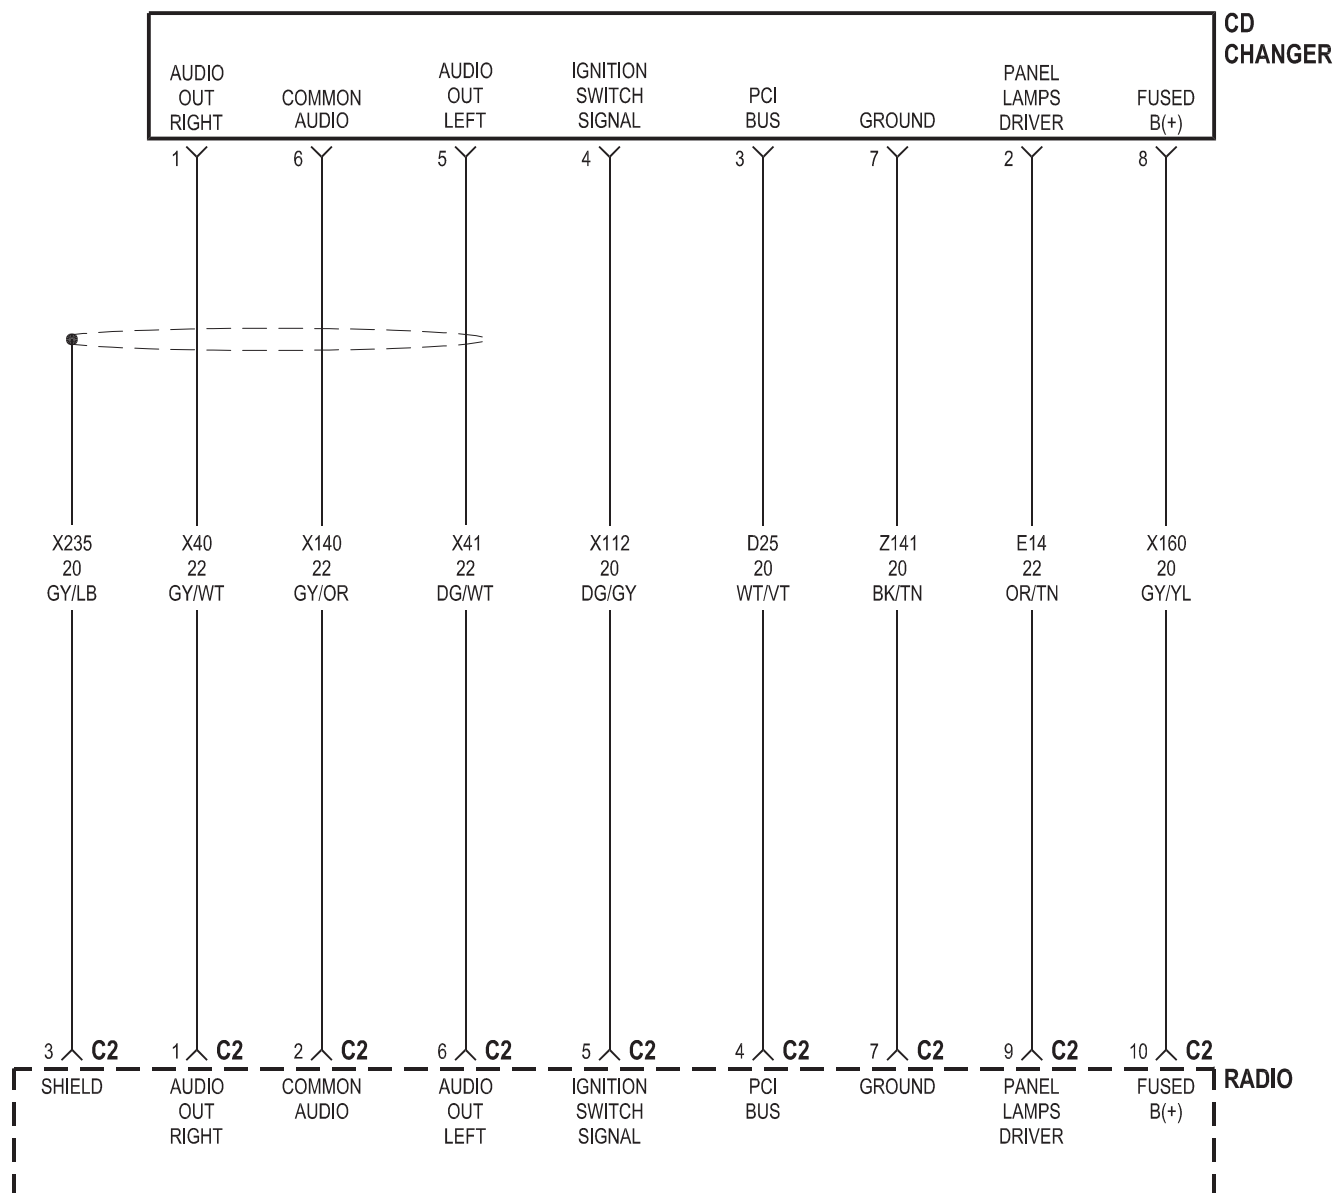 CD
CHANGER
AUDIO
OUT
RIGHT
COMMON
AUDIO
AUDIO
OUT
LEFT
IGNITION
SWITCH
SIGNAL
PCI
BUS
GROUND
PANEL
LAMPS
DRIVER
FUSED
B(+)
1 6 5 4 3 7 2 8
X235
20
GY/LB
X40
22
GY/WT
X140
22
GY/OR
X41
22
DG/WT
X112
20
DG/GY
D25
20
WT/VT
Z141
20
BK/TN
E14
22
OR/TN
X160
20
GY/YL
3 C2 1 C2 2 C2 6 C2 5 C2 4 C2 7 C2 9 C2 10 C2
RADIO
SHIELD
AUDIO
OUT
RIGHT
COMMON
AUDIO
AUDIO
OUT
LEFT
IGNITION
SWITCH
SIGNAL
PCI
BUS
GROUND
PANEL
LAMPS
DRIVER
FUSED
B(+)